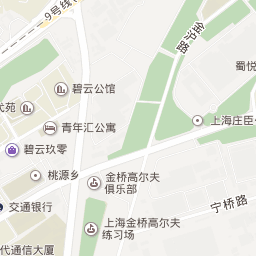 9号线
金沪路
蜀悦
碧云公馆
弋苑
上海庄臣
青年汇公寓
碧云玖零
桃源乡
金桥高尔夫
俱乐部
宁桥路
交通银行
上海金桥高尔夫
练习场
代通信大厦